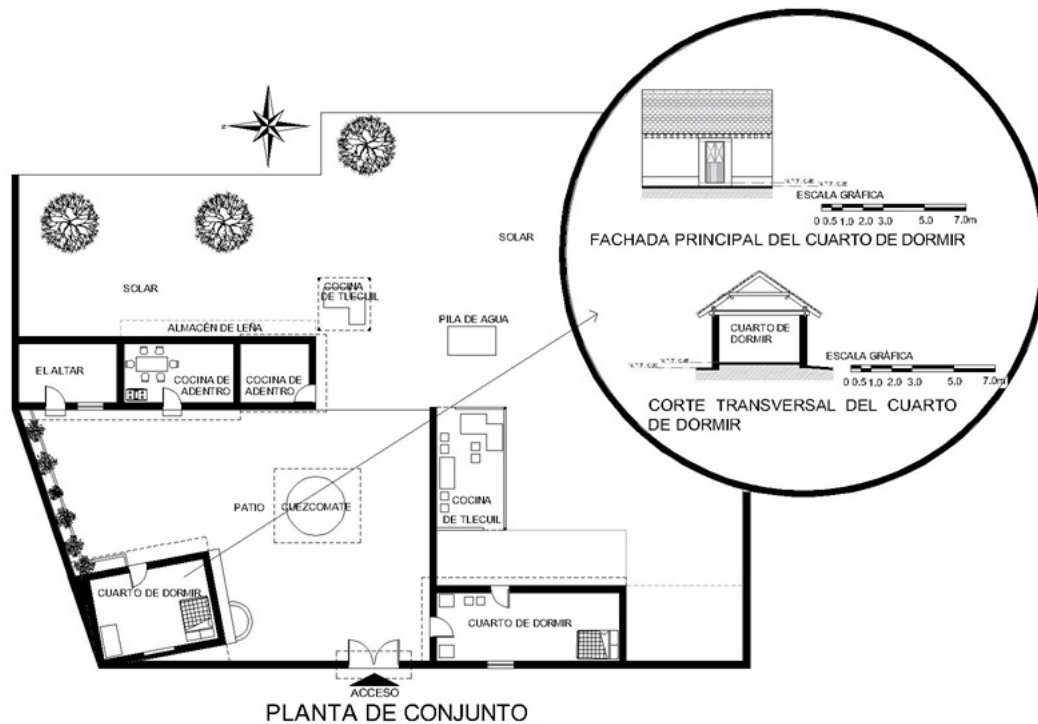 FACHADA PRINCIPAL DEL CUARTO DE DORMIR
ESCALA GRÁFICA
0 0.5 1.0 2.0 3.0 5.0 7.0m
CUARTO DE
DORMIR
ESCALA GRÁFICA
0 0.5 1.0 2.0 3.0 5.0 7.0m
CORTE TRANSVERSAL DEL CUARTO
DE DORMIR
SOLAR
SOLAR
COCINA
DE TLECUIL
ALMACÉN DE LEÑA
PILA DE AGUA
EL ALTAR
COCINA DE
ADENTRO
COCINA DE
ADENTRO
PATIO
CUEZCOMATE
COCINA
DE TLECUIL
CUARTO DE DORMIR
CUARTO DE DORMIR
ACCESO
PLANTA DE CONJUNTO